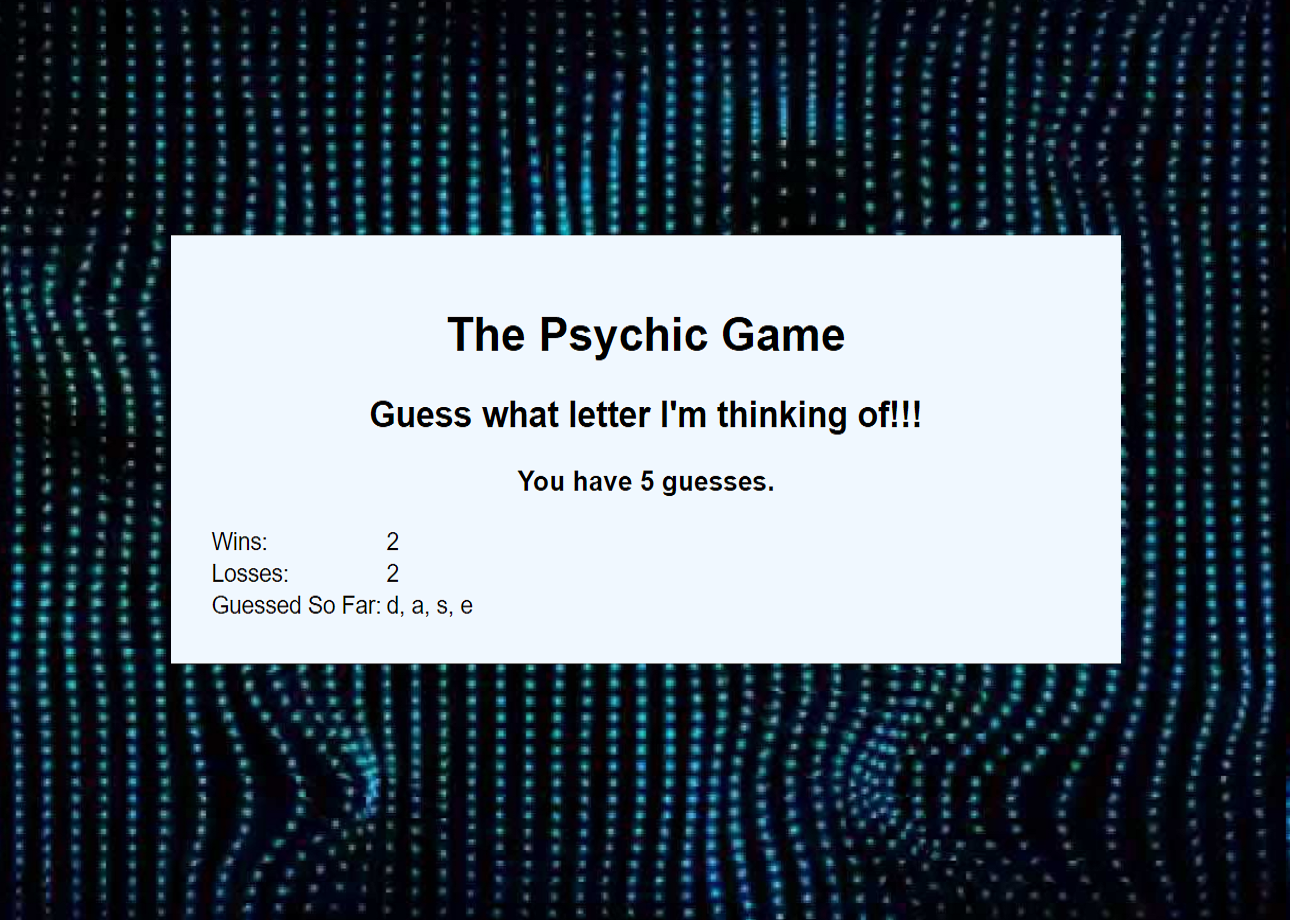 The Psychic Game
Guess what letter I'm thinking of!!!
You have 5 guesses.
Wins: 2
Losses: 2
Guessed So Far: d, a, s, e